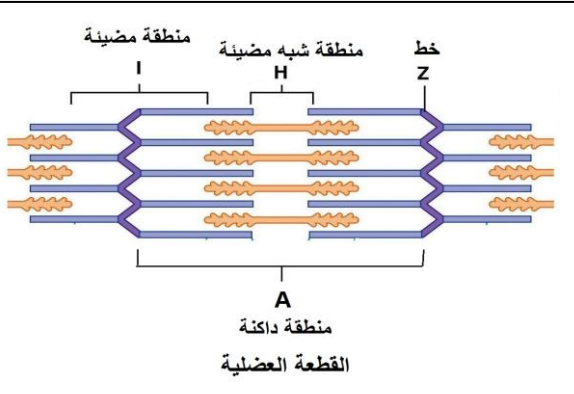 منطقة مضيئة
I
منطقة شبه مضيئة
H
خط
Z
A
منطقة داكنة
القطعة العضلية